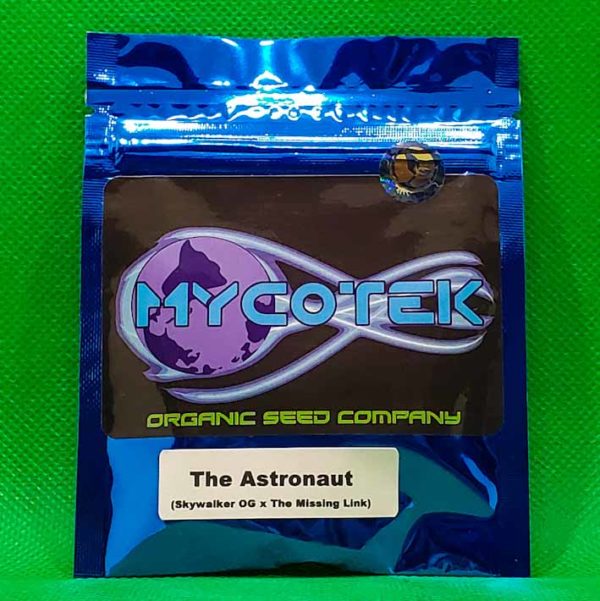 MYCOTEK
ORGANIC SEED COMPANY
The Astronaut
(Skywalker OG x The Missing Link)